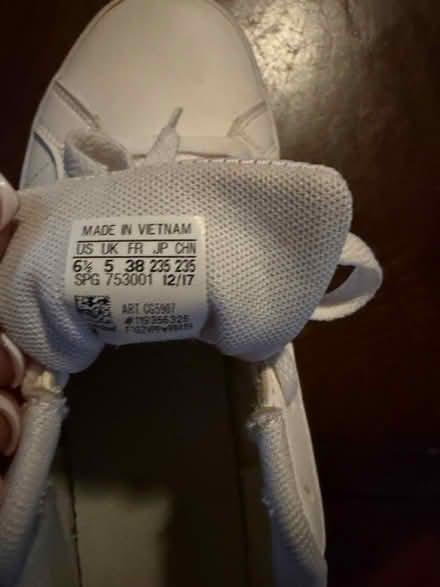 MADE IN VIETNAM
US UK FR JP CHN
6½ 5 38 235 235
SPG 753001 12/17
ART CG5907